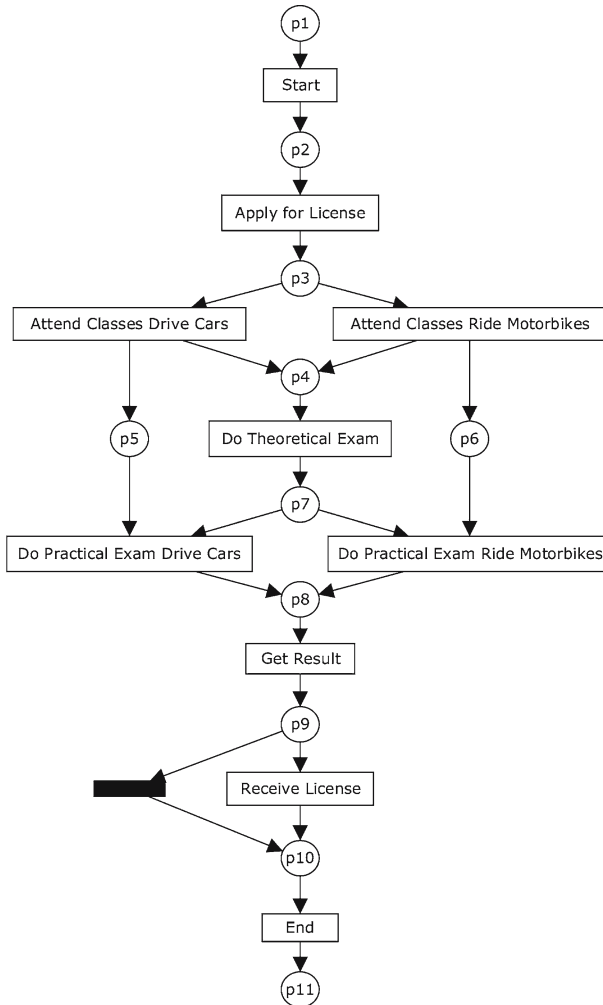 p1
Start
p2
Apply for License
p3
Attend Classes Drive Cars
Attend Classes Ride Motorbikes
p4
p5
Do Theoretical Exam
p6
p7
Do Practical Exam Drive Cars
Do Practical Exam Ride Motorbikes
p8
Get Result
p9
Receive License
p10
End
p11